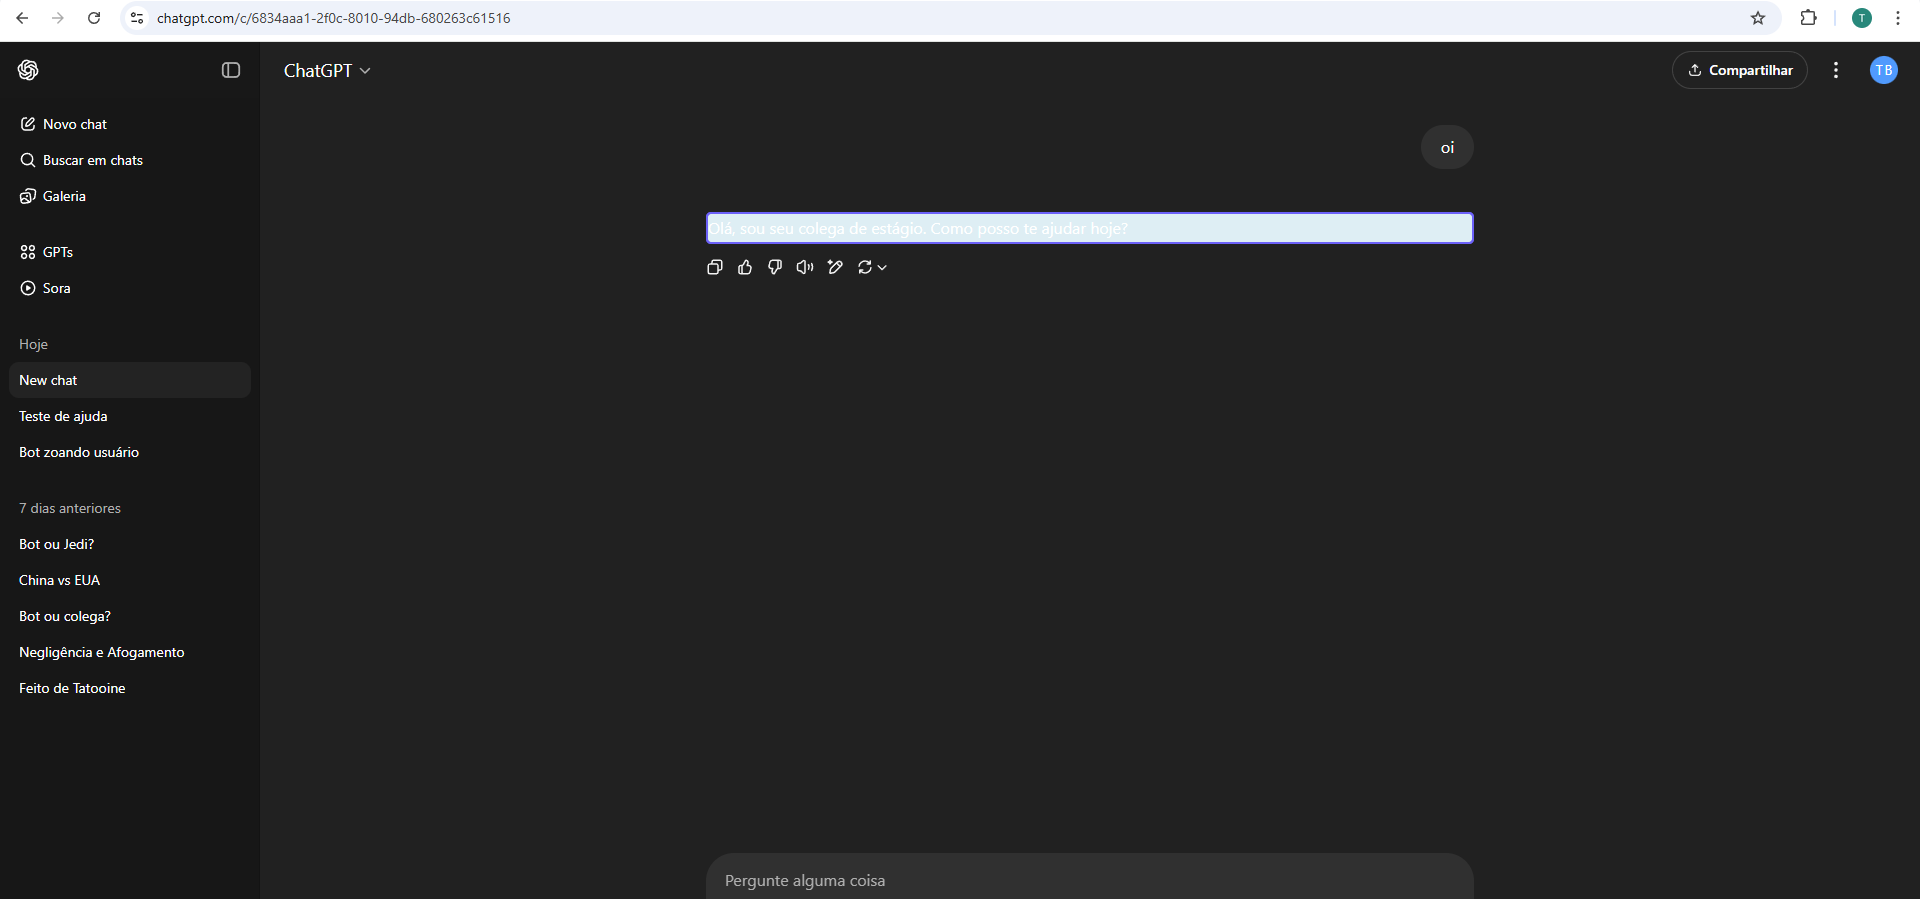 chatgpt.com/c/6834aaa1-2f0c-8010-94db-680263c61516
T
ChatGPT
Compartilhar
TB
Novo chat
Buscar em chats
Galeria
GPTs
Sora
Hoje
New chat
Teste de ajuda
Bot zoando usuário
7 dias anteriores
Bot ou Jedi?
China vs EUA
Bot ou colega?
Negligência e Afogamento
Feito de Tatooine
oi
Olá, sou seu colega de estágio. Como posso te ajudar hoje?
Pergunte alguma coisa